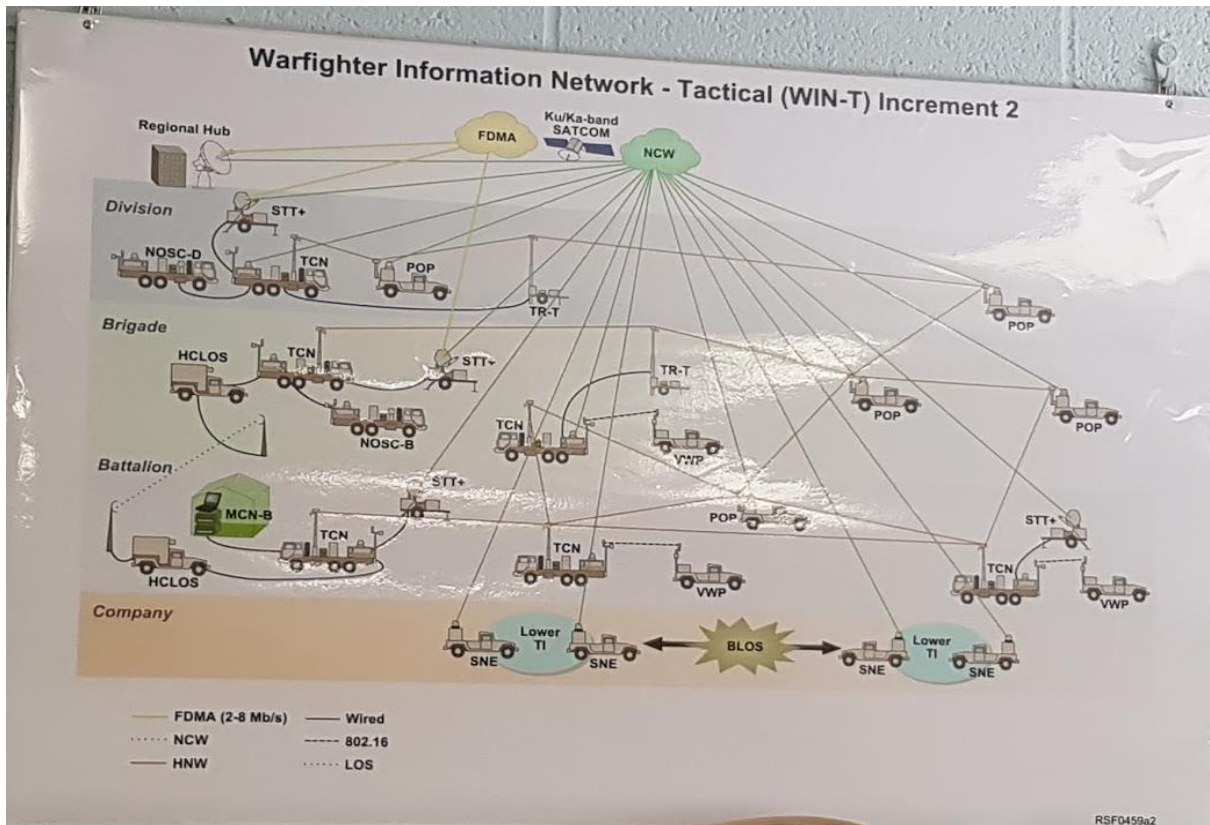 Warfighter Information Network - Tactical (WIN-T) Increment 2
Regional Hub
FDMA
Ku/Ka-band
SATCOM
NCW
Division
STT+
NOSC-D
TCN
POP
TR-T
POP
Brigade
HCLOS
TCN
STT+
TR-T
NOSC-B
TCN
VWP
POP
POP
Battalion
STT+
MCN-B
TCN
HCLOS
POP
TCN
VWP
STT+
TCN
VWP
Company
Lower
TI
SNE
SNE
BLOS
Lower
TI
SNE
SNE
FDMA (2-8 Mb/s)
Wired
NCW
802.16
HNW
LOS
RSF0459a2